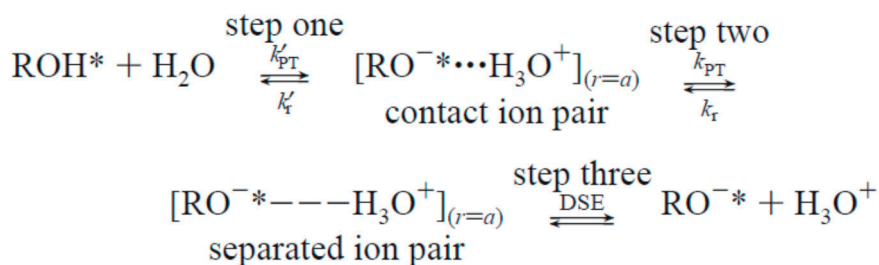 step one
ROH* + H₂O ⇌ [RO⁻*···H₃O⁺]₍r=a₎ ⇌
k′PT
k′r
contact ion pair
step two
kPT
kr
[RO⁻*−−−H₃O⁺]₍r=a₎ ⇌ RO⁻* + H₃O⁺
separated ion pair
step three
DSE